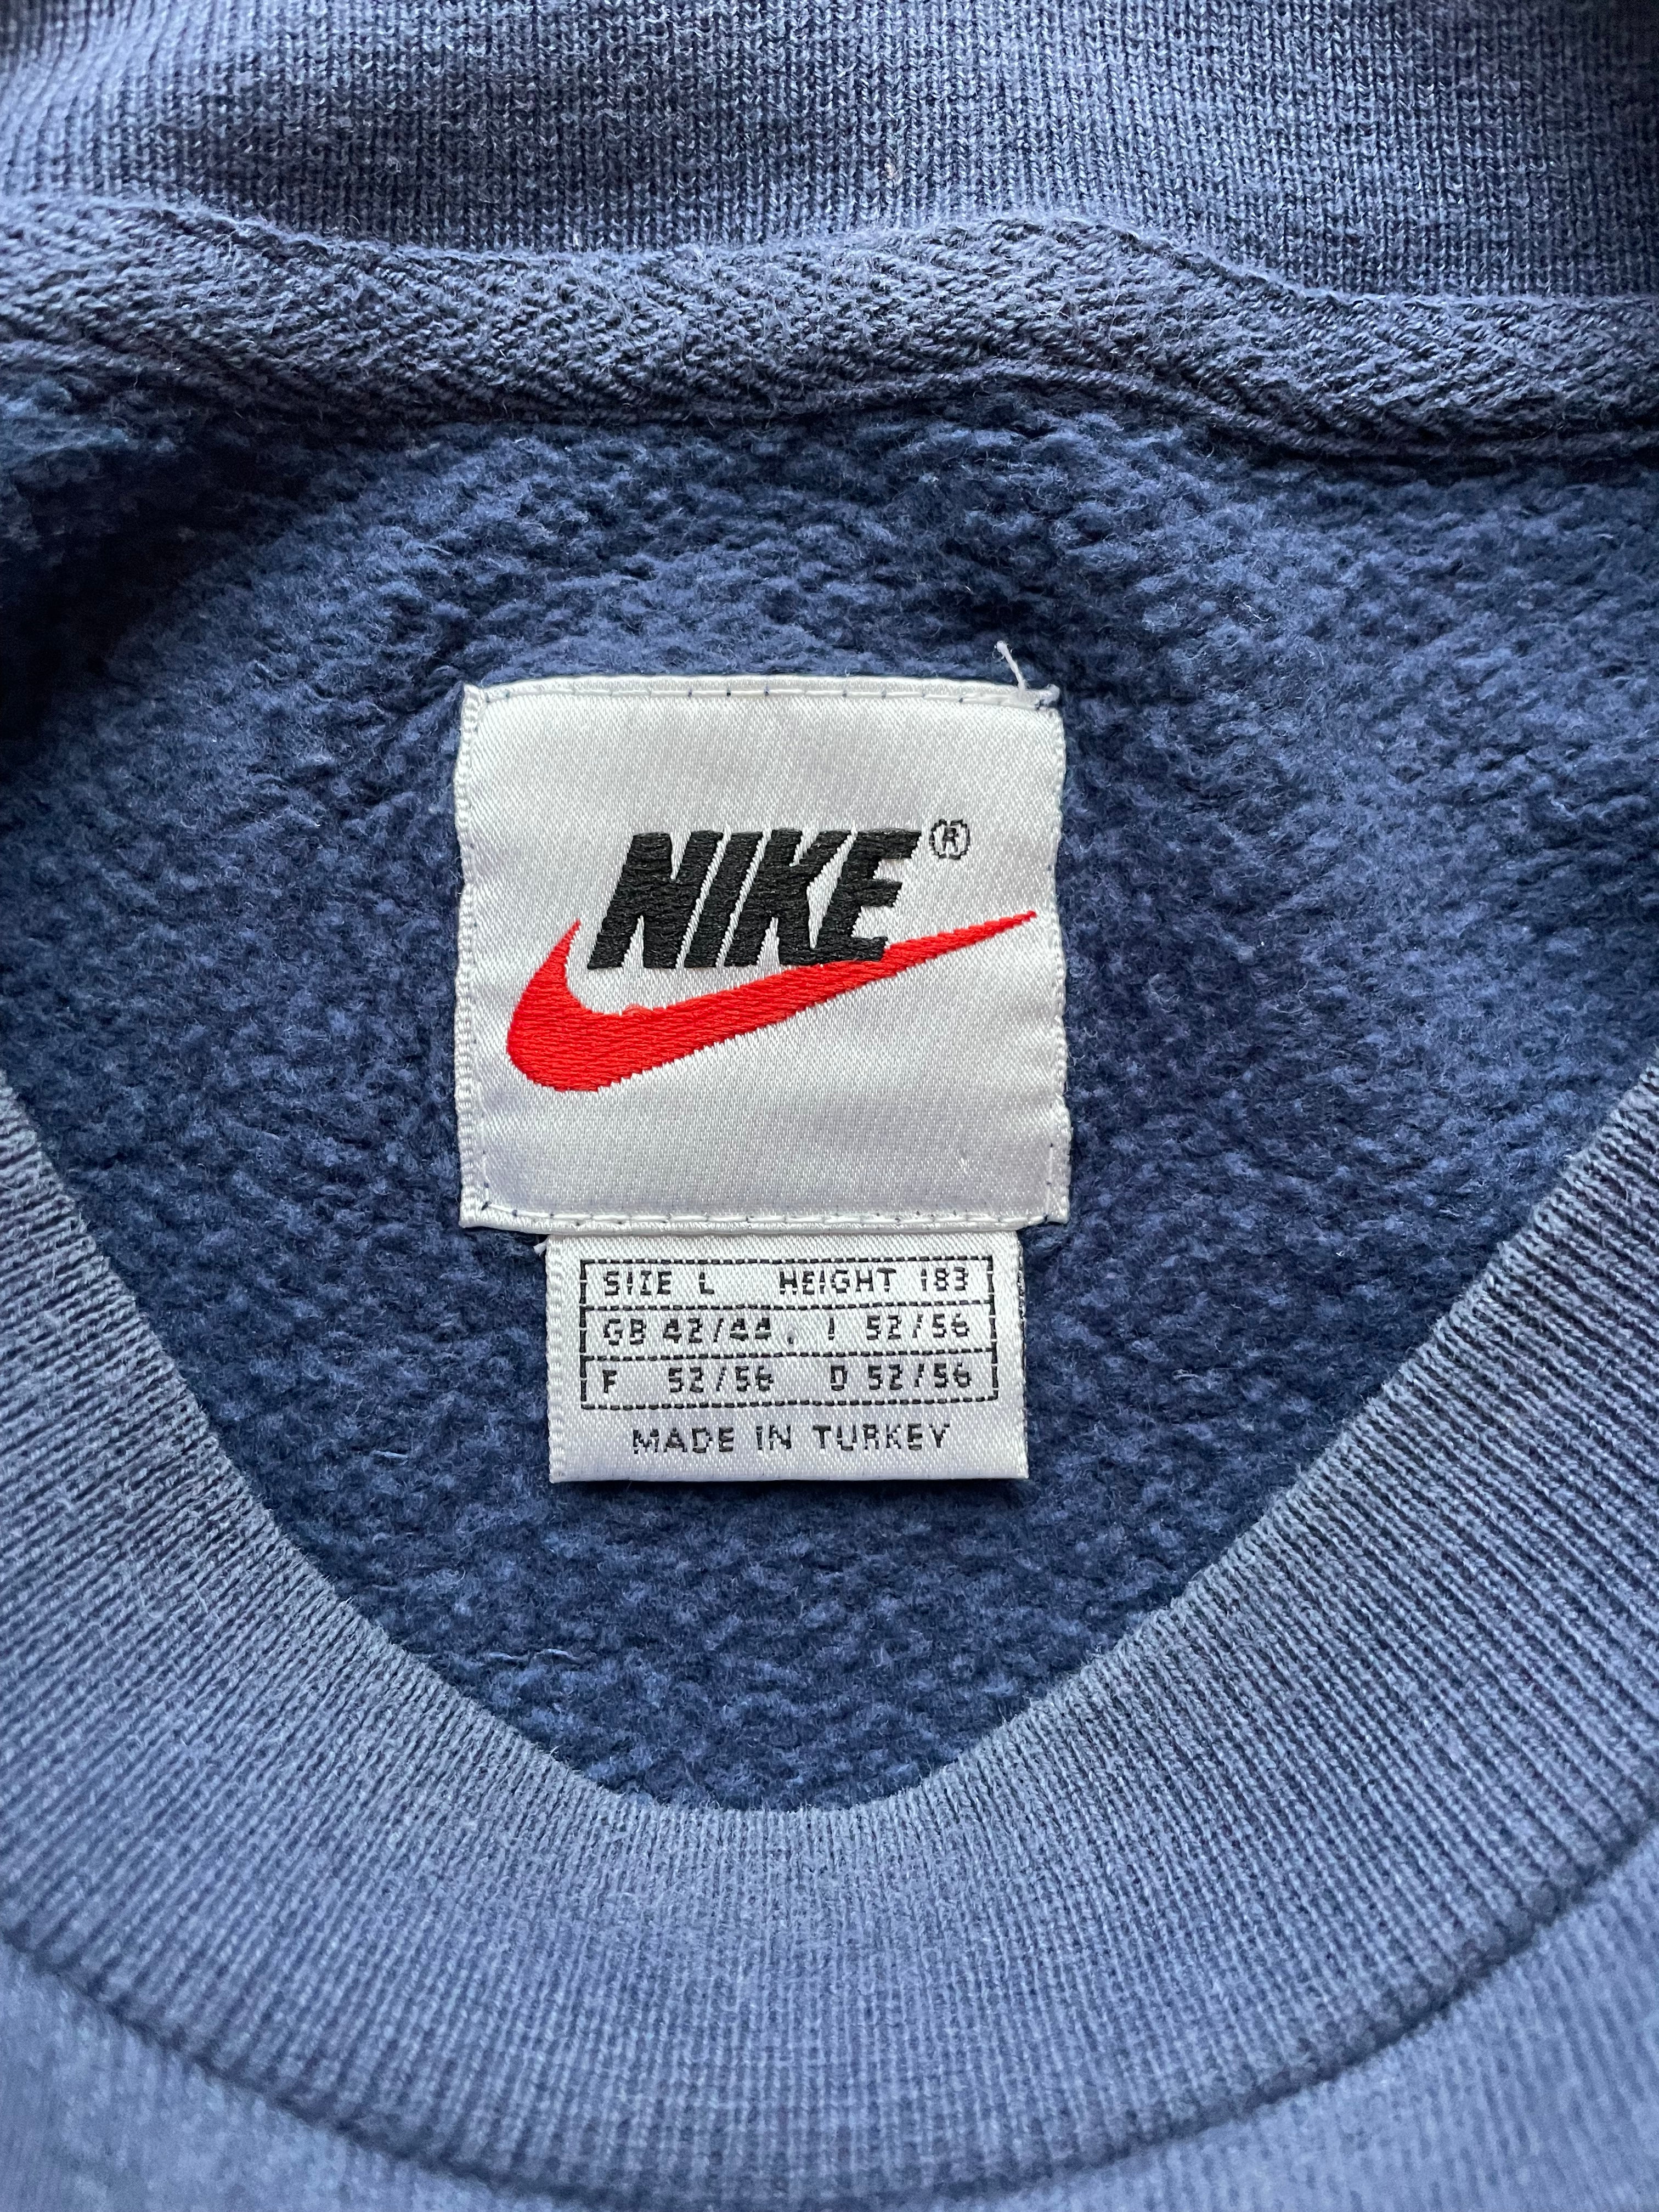 NIKE®
SIZE L HEIGHT 183
GB 42/44 . I 52/56
F 52/56 D 52/56
MADE IN TURKEY